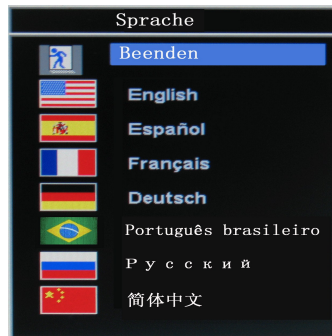 Sprache
Beenden
English
Español
Français
Deutsch
Português brasileiro
Русский
简体中文